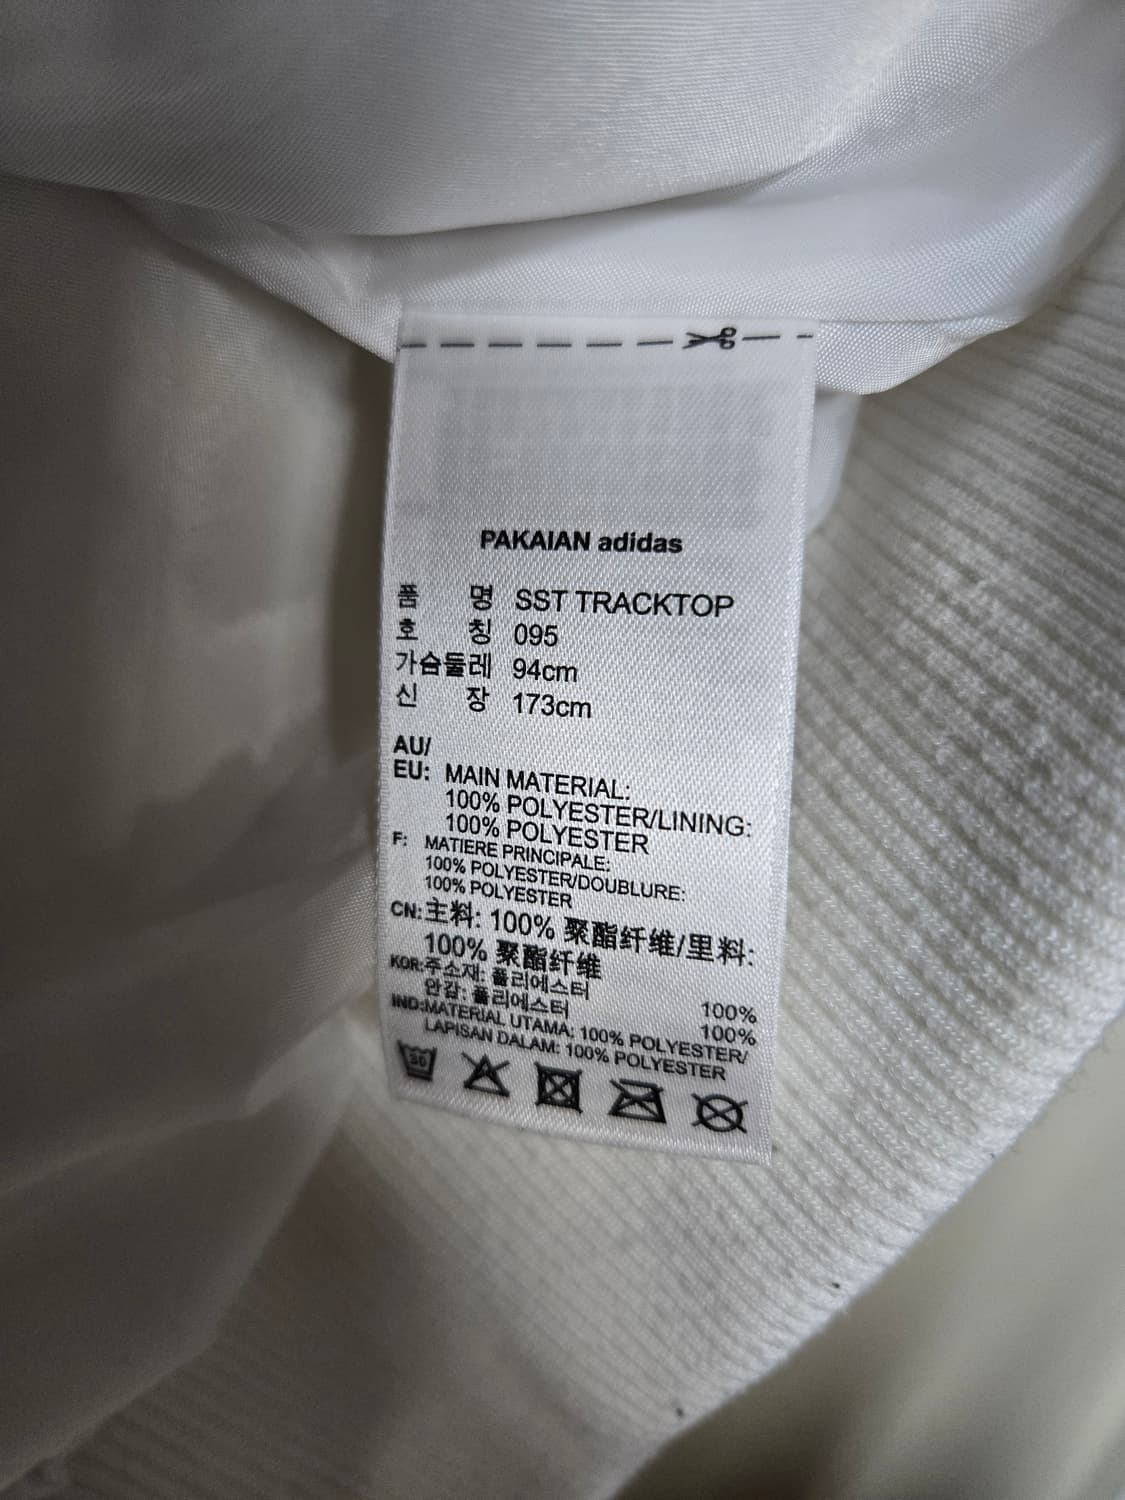 PAKAIAN adidas
품 명 SST TRACKTOP
호 칭 095
가슴둘레 94cm
신 장 173cm
AU/
EU: MAIN MATERIAL:
100% POLYESTER/LINING:
100% POLYESTER
F: MATIERE PRINCIPALE:
100% POLYESTER/DOUBLURE:
100% POLYESTER
CN:主料: 100% 聚酯纤维/里料:
100% 聚酯纤维
KOR:주소재: 폴리에스터 100%
안감: 폴리에스터 100%
IND:MATERIAL UTAMA: 100% POLYESTER/
LAPISAN DALAM: 100% POLYESTER
30